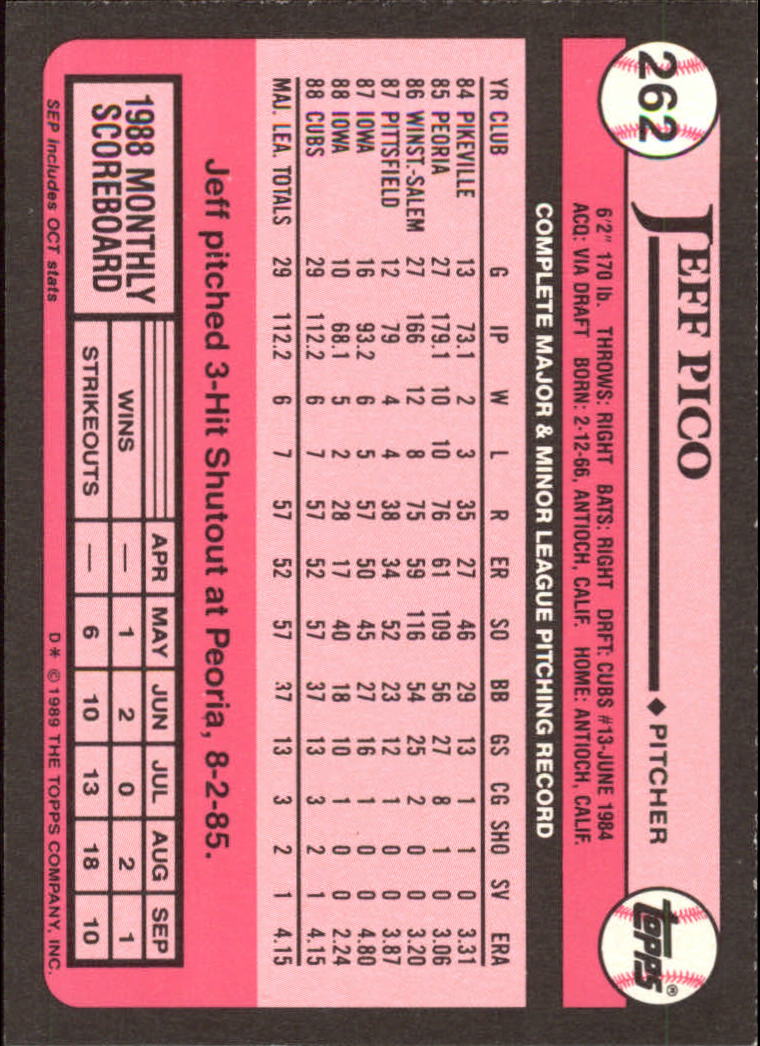 262
JEFF PICO ♦ PITCHER
topps®
6'2" 170 lb. THROWS: RIGHT BATS: RIGHT DRFT: CUBS #13-JUNE 1984
ACQ: VIA DRAFT BORN: 2-12-66, ANTIOCH, CALIF. HOME: ANTIOCH, CALIF.
COMPLETE MAJOR & MINOR LEAGUE PITCHING RECORD
YR CLUB G IP W L R ER SO BB GS CG SHO SV ERA
84 PIKEVILLE 13 73.1 2 3 35 27 46 29 13 1 1 0 3.31
85 PEORIA 27 179.1 10 10 76 61 109 56 27 8 1 0 3.06
86 WINST.-SALEM 27 166 12 8 75 59 116 54 25 2 0 0 3.20
87 PITTSFIELD 12 79 4 4 38 34 52 23 12 1 0 0 3.87
87 IOWA 16 93.2 6 5 57 50 45 27 16 1 0 0 4.80
88 IOWA 10 68.1 5 2 28 17 40 18 10 1 0 0 2.24
88 CUBS 29 112.2 6 7 57 52 57 37 13 3 2 1 4.15
MAJ. LEA. TOTALS 29 112.2 6 7 57 52 57 37 13 3 2 1 4.15
Jeff pitched 3-Hit Shutout at Peoria, 8-2-85.
1988 MONTHLY
SCOREBOARD
APR MAY JUN JUL AUG SEP
WINS — 1 2 0 2 1
STRIKEOUTS — 6 10 13 18 10
SEP includes OCT stats
D* ©1989 THE TOPPS COMPANY, INC.